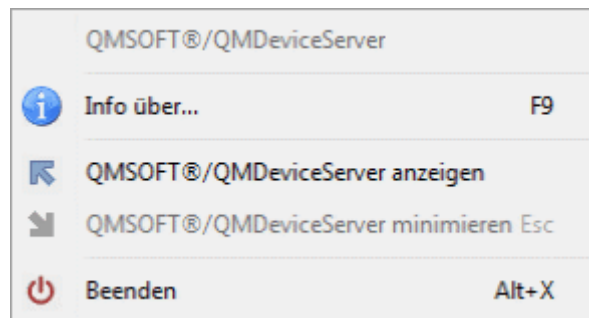 QMSOFT®/QMDeviceServer
Info über... F9
QMSOFT®/QMDeviceServer anzeigen
QMSOFT®/QMDeviceServer minimieren Esc
Beenden Alt+X